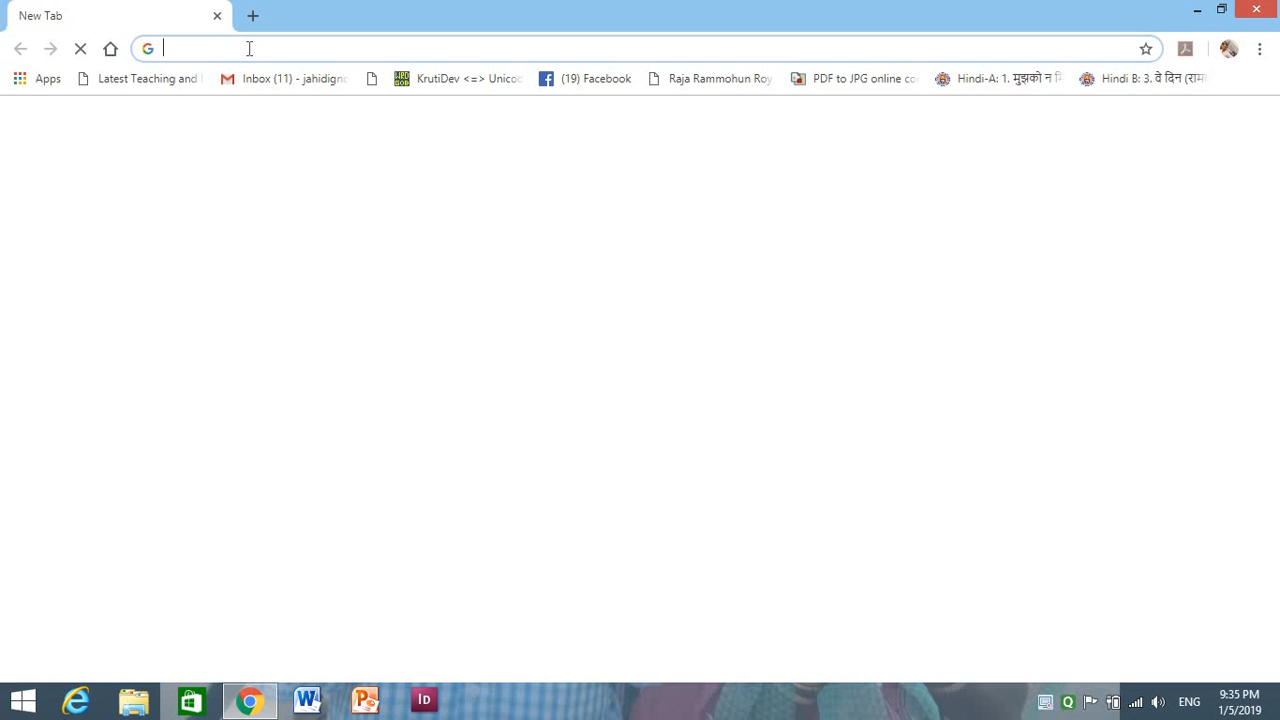 New Tab
Apps
Latest Teaching and
Inbox (11) - jahidigno
KrutiDev <=> Unico
(19) Facebook
Raja Rammohun Roy
PDF to JPG online co
Hindi-A: 1. मुझको न
Hindi B: 3. वे दिन (राम
ENG
9:35 PM
1/5/2019